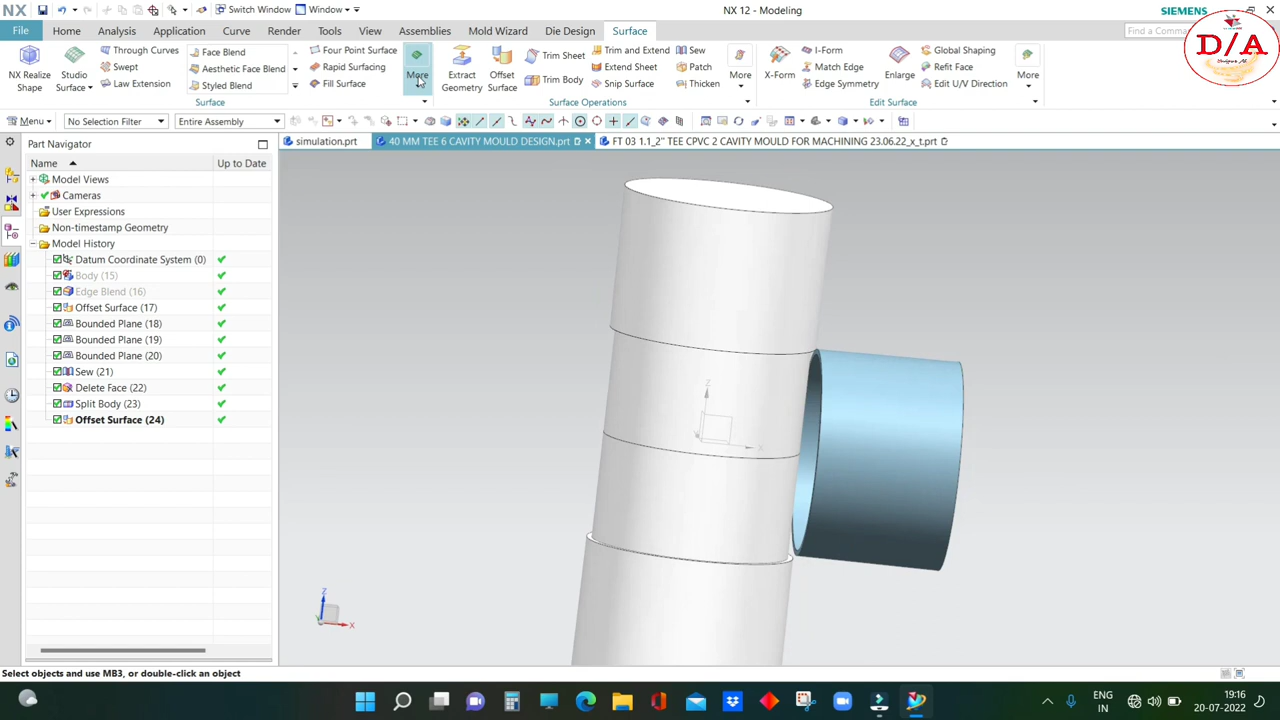 NX
Switch Window
Window
NX 12 - Modeling
SIEMENS
File
Home
Analysis
Application
Curve
Render
Tools
View
Assemblies
Mold Wizard
Die Design
Surface
Find a Comma
D/A
NX Realize Shape
Studio Surface
Through Curves
Swept
Law Extension
Face Blend
Aesthetic Face Blend
Styled Blend
Four Point Surface
Rapid Surfacing
Fill Surface
More
Surface
Extract Geometry
Offset Surface
Trim Sheet
Trim Body
Trim and Extend
Extend Sheet
Snip Surface
Sew
Patch
Thicken
More
Surface Operations
X-Form
I-Form
Match Edge
Edge Symmetry
Enlarge
Global Shaping
Refit Face
Edit U/V Direction
More
Edit Surface
Menu
No Selection Filter
Entire Assembly
simulation.prt
40 MM TEE 6 CAVITY MOULD DESIGN.prt
FT 03 1.1_2" TEE CPVC 2 CAVITY MOULD FOR MACHINING 23.06.22_x_t.prt
Part Navigator
Name
Up to Date
Model Views
Cameras
User Expressions
Non-timestamp Geometry
Model History
Datum Coordinate System (0)
Body (15)
Edge Blend (16)
Offset Surface (17)
Bounded Plane (18)
Bounded Plane (19)
Bounded Plane (20)
Sew (21)
Delete Face (22)
Split Body (23)
Offset Surface (24)
Z
X
Z
X
Select objects and use MB3, or double-click an object
ENG
IN
19:16
20-07-2022